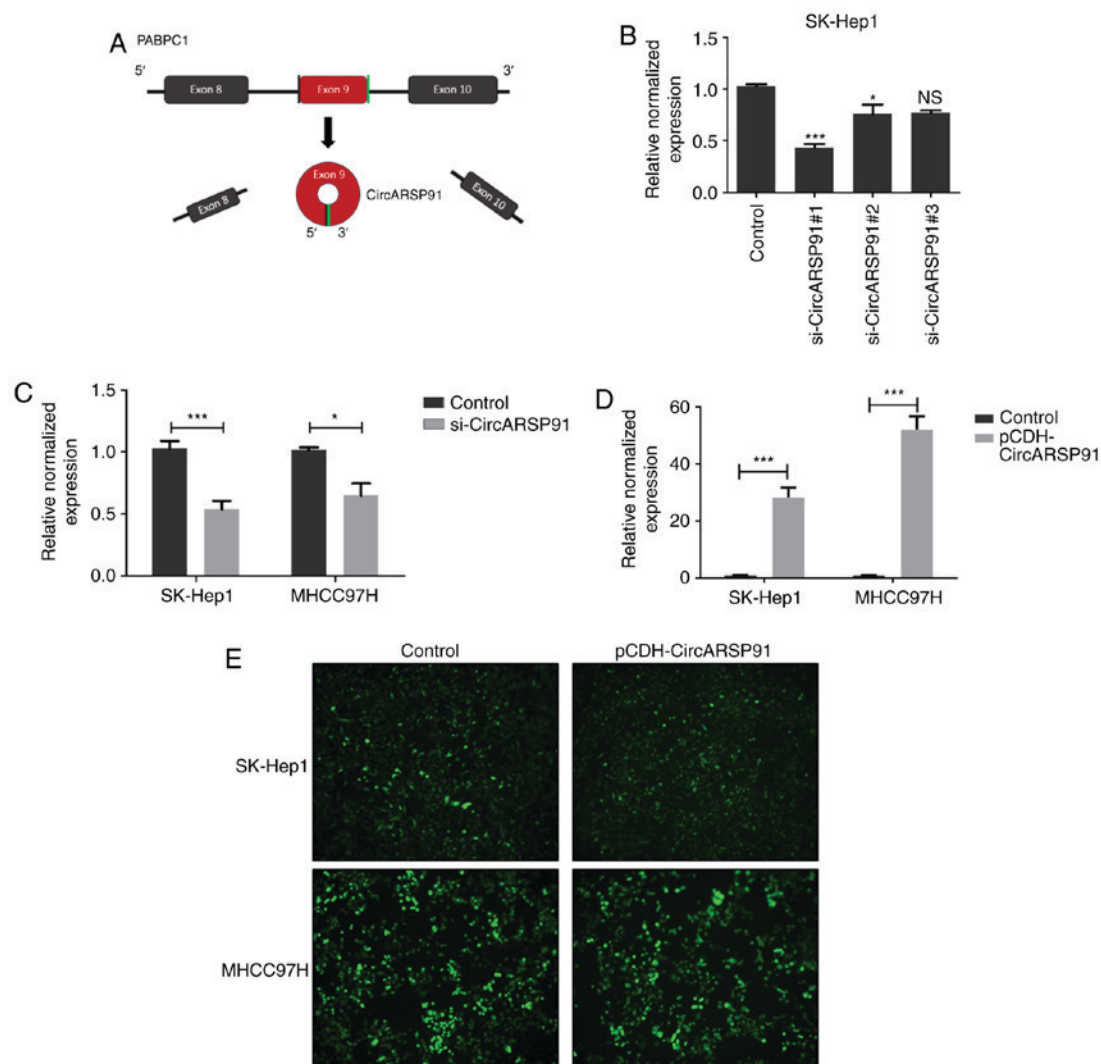 A
PABPC1
5′
3′
Exon 8
Exon 9
Exon 10
Exon 8
Exon 9
CircARSP91
Exon 10
5′ 3′
B
SK-Hep1
Relative normalized
expression
1.5
1.0
0.5
0.0
***
*
NS
Control
si-CircARSP91#1
si-CircARSP91#2
si-CircARSP91#3
C
Relative normalized
expression
1.5
1.0
0.5
0.0
***
*
Control
si-CircARSP91
SK-Hep1
MHCC97H
D
Relative normalized
expression
60
40
20
0
***
***
Control
pCDH-
CircARSP91
SK-Hep1
MHCC97H
E
Control
pCDH-CircARSP91
SK-Hep1
MHCC97H